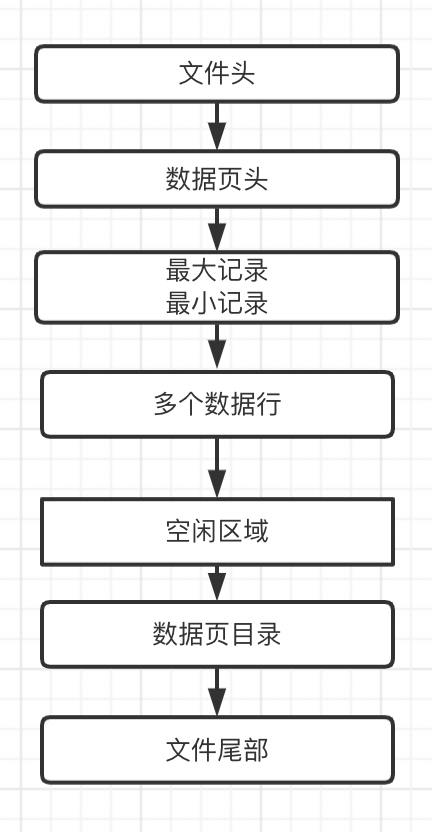 文件头
数据页头
最大记录
最小记录
多个数据行
空闲区域
数据页目录
文件尾部